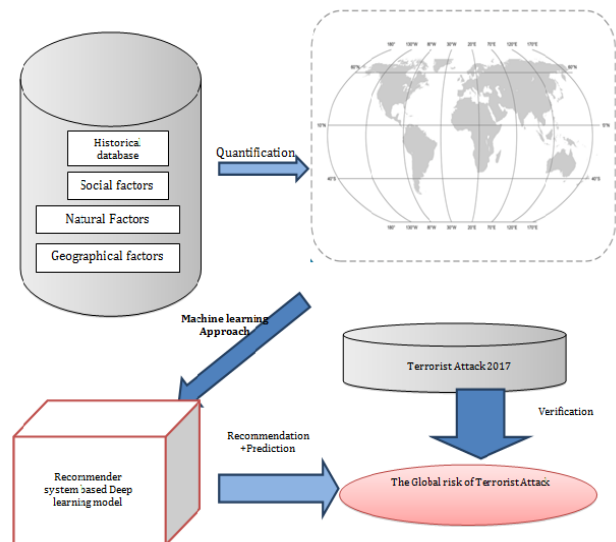 Historical
database
Social factors
Natural Factors
Geographical factors
Quantification
Machine learning
Approach
Terrorist Attack 2017
Verification
Recommendation
+Prediction
Recommender
system based Deep
learning model
The Global risk of Terrorist Attack